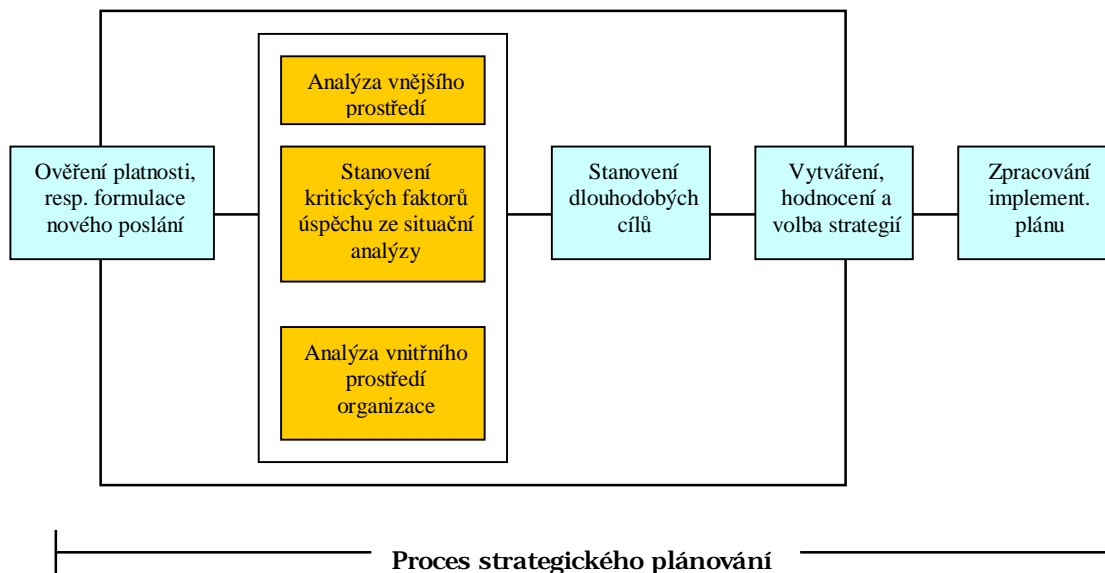 Analýza vnějšího
prostředí
Ověření platnosti,
resp. formulace
nového poslání
Stanovení
kritických faktorů
úspěchu ze situační
analýzy
Stanovení
dlouhodobých
cílů
Vytváření,
hodnocení a
volba strategií
Zpracování
implement.
plánu
Analýza vnitřního
prostředí
organizace
Proces strategického plánování